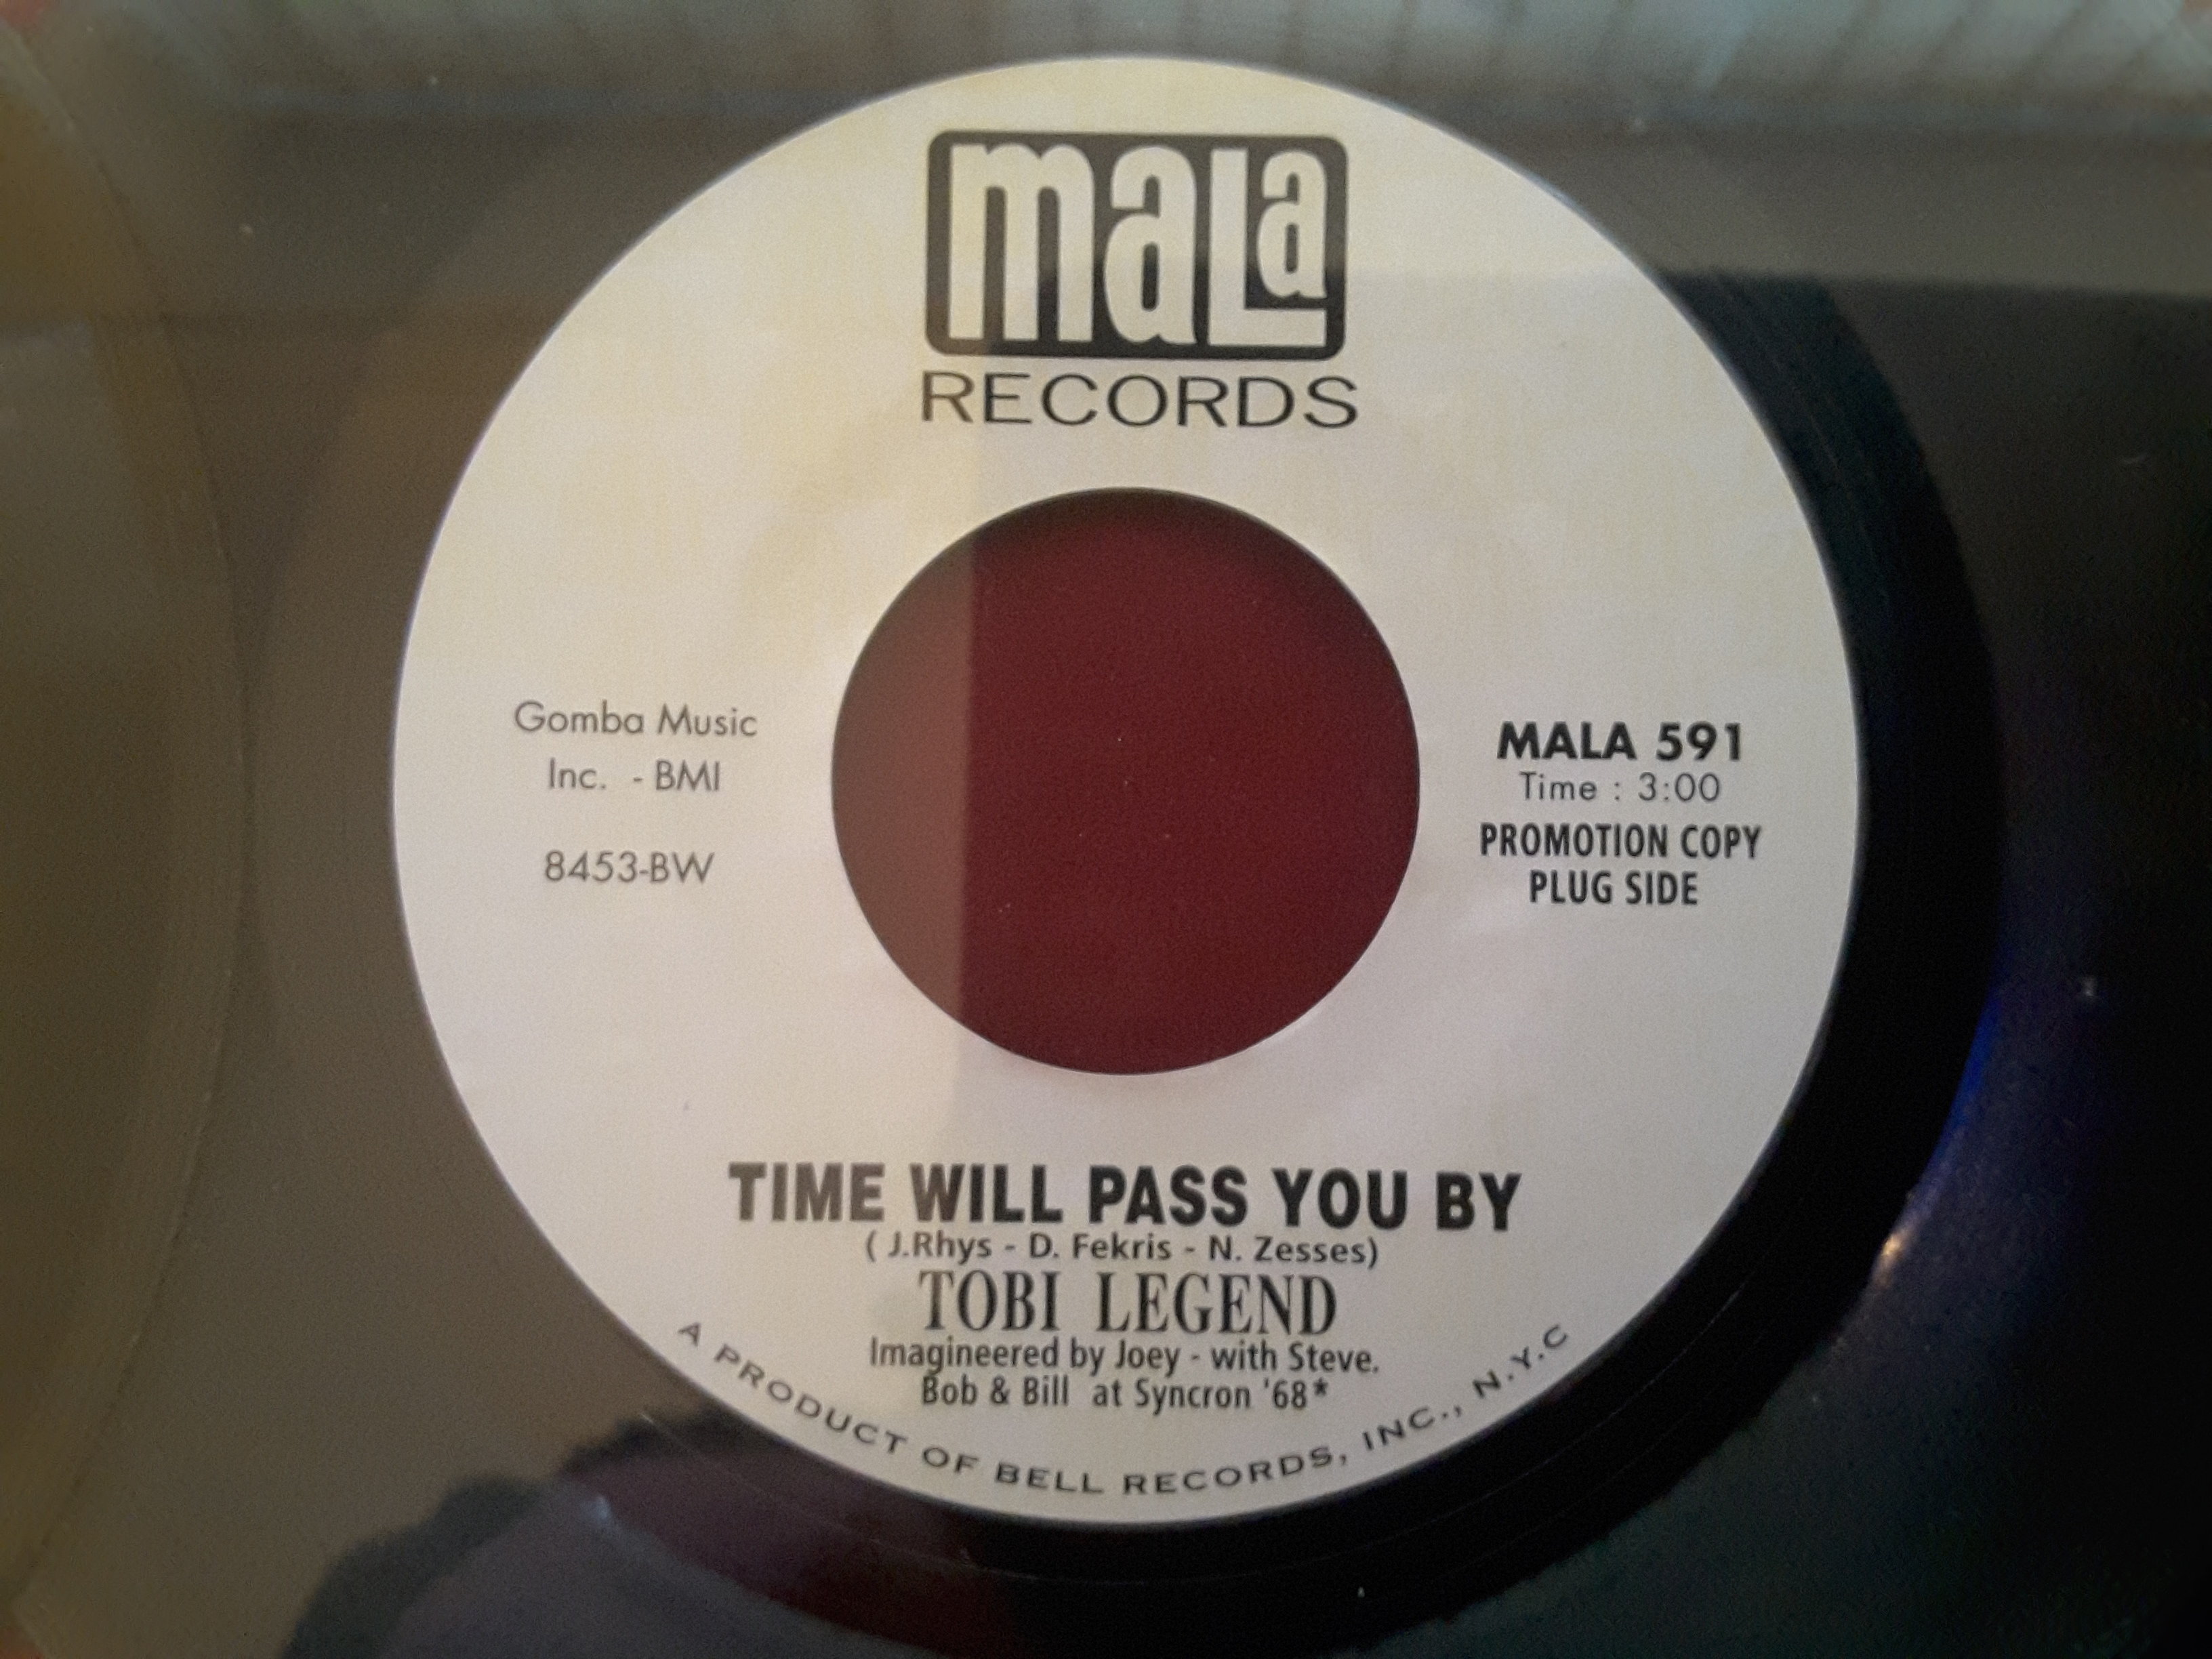 maLa
RECORDS
Gomba Music
Inc. - BMI
8453-BW
MALA 591
Time : 3:00
PROMOTION COPY
PLUG SIDE
TIME WILL PASS YOU BY
( J.Rhys - D. Fekris - N. Zesses)
TOBI LEGEND
Imagineered by Joey - with Steve.
Bob & Bill at Syncron '68*
A PRODUCT OF BELL RECORDS, INC., N.Y.C